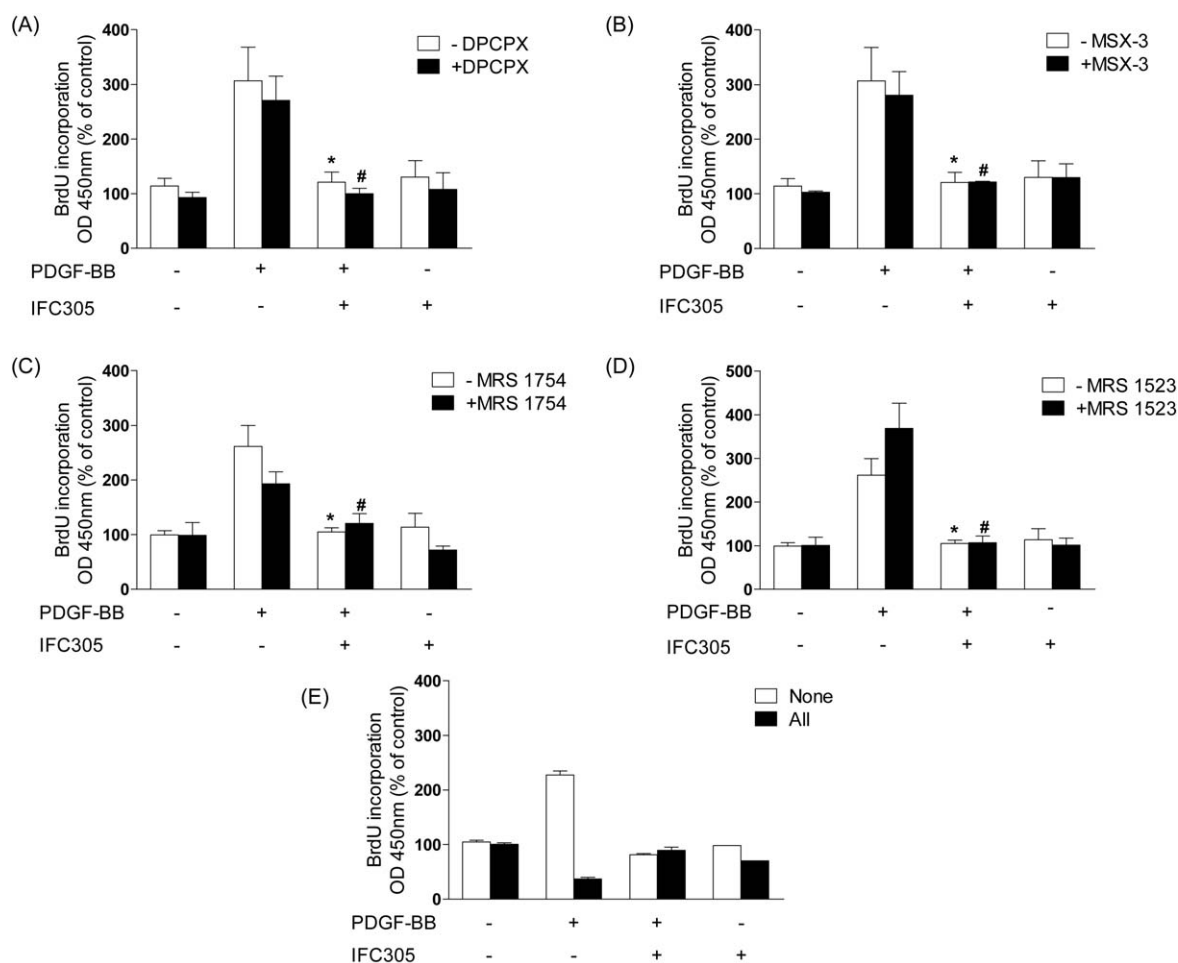 (A)
BrdU incorporation
OD 450nm (% of control)
400
300
200
100
0
- DPCPX
+DPCPX
*
#
PDGF-BB - + + -
IFC305 - - + +
(B)
BrdU incorporation
OD 450nm (% of control)
400
300
200
100
0
- MSX-3
+MSX-3
*
#
PDGF-BB - + + -
IFC305 - - + +
(C)
BrdU incorporation
OD 450nm (% of control)
400
300
200
100
0
- MRS 1754
+MRS 1754
*
#
PDGF-BB - + + -
IFC305 - - + +
(D)
BrdU incorporation
OD 450nm (% of control)
500
400
300
200
100
0
- MRS 1523
+MRS 1523
*
#
PDGF-BB - + + -
IFC305 - - + +
(E)
BrdU incorporation
OD 450nm (% of control)
400
300
200
100
0
None
All
PDGF-BB - + + -
IFC305 - - + +